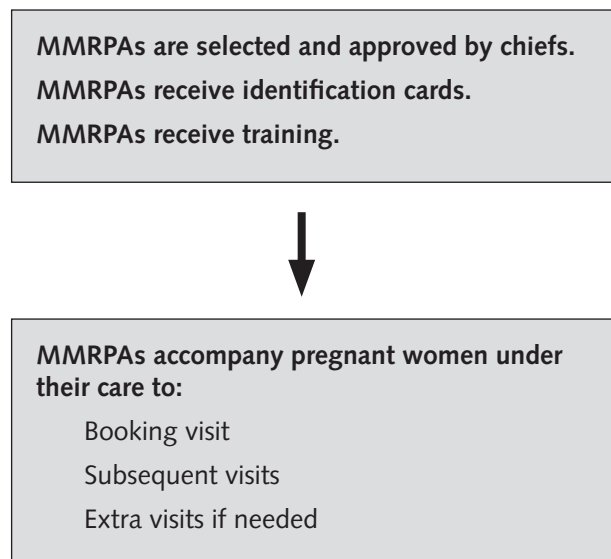 MMRPAs are selected and approved by chiefs.
MMRPAs receive identification cards.
MMRPAs receive training.
MMRPAs accompany pregnant women under
their care to:
Booking visit
Subsequent visits
Extra visits if needed